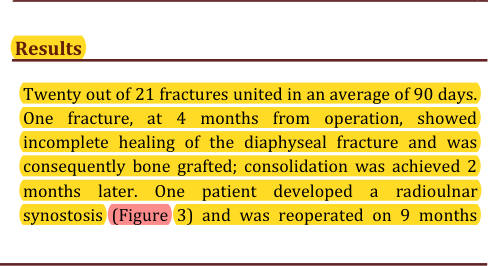 Results
Twenty out of 21 fractures united in an average of 90 days.
One fracture, at 4 months from operation, showed
incomplete healing of the diaphyseal fracture and was
consequently bone grafted; consolidation was achieved 2
months later. One patient developed a radioulnar
synostosis (Figure 3) and was reoperated on 9 months